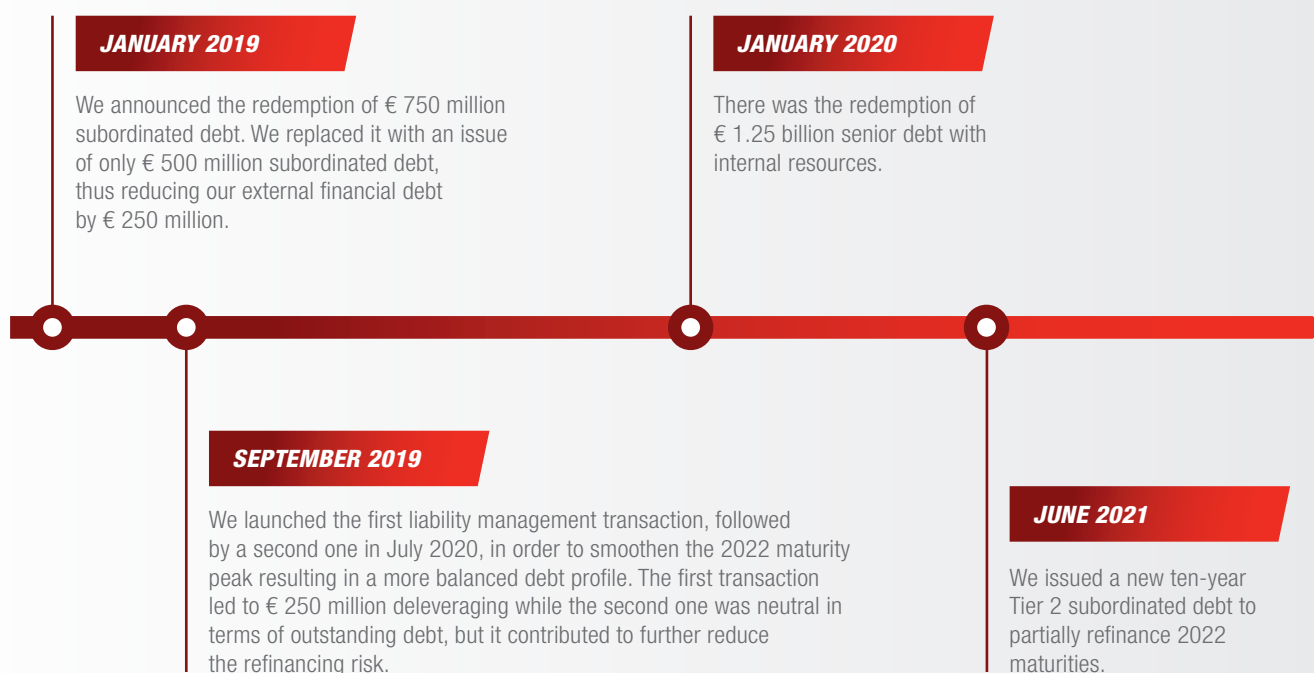 JANUARY 2019
We announced the redemption of € 750 million
subordinated debt. We replaced it with an issue
of only € 500 million subordinated debt,
thus reducing our external financial debt
by € 250 million.
JANUARY 2020
There was the redemption of
€ 1.25 billion senior debt with
internal resources.
SEPTEMBER 2019
We launched the first liability management transaction, followed
by a second one in July 2020, in order to smoothen the 2022 maturity
peak resulting in a more balanced debt profile. The first transaction
led to € 250 million deleveraging while the second one was neutral in
terms of outstanding debt, but it contributed to further reduce
the refinancing risk.
JUNE 2021
We issued a new ten-year
Tier 2 subordinated debt to
partially refinance 2022
maturities.